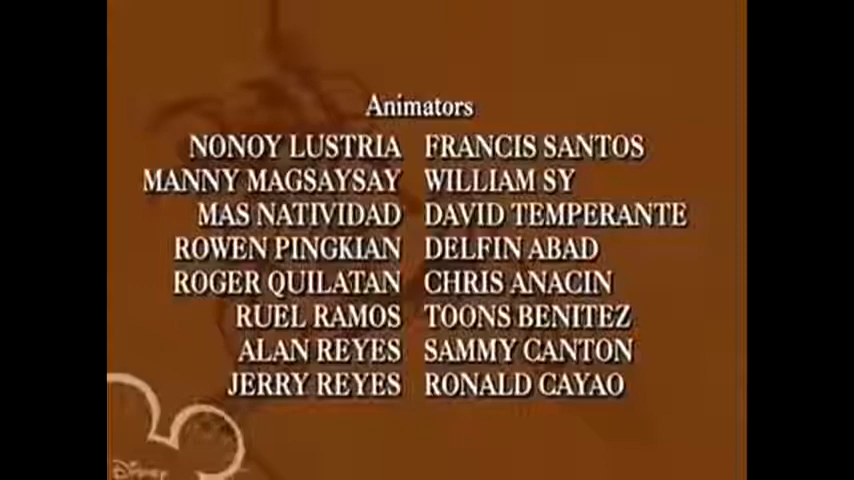 Animators
NONOY LUSTRIA FRANCIS SANTOS
MANNY MAGSAYSAY WILLIAM SY
MAS NATIVIDAD DAVID TEMPERANTE
ROWEN PINGKIAN DELFIN ABAD
ROGER QUILATAN CHRIS ANACIN
RUEL RAMOS TOONS BENITEZ
ALAN REYES SAMMY CANTON
JERRY REYES RONALD CAYAO
Disney